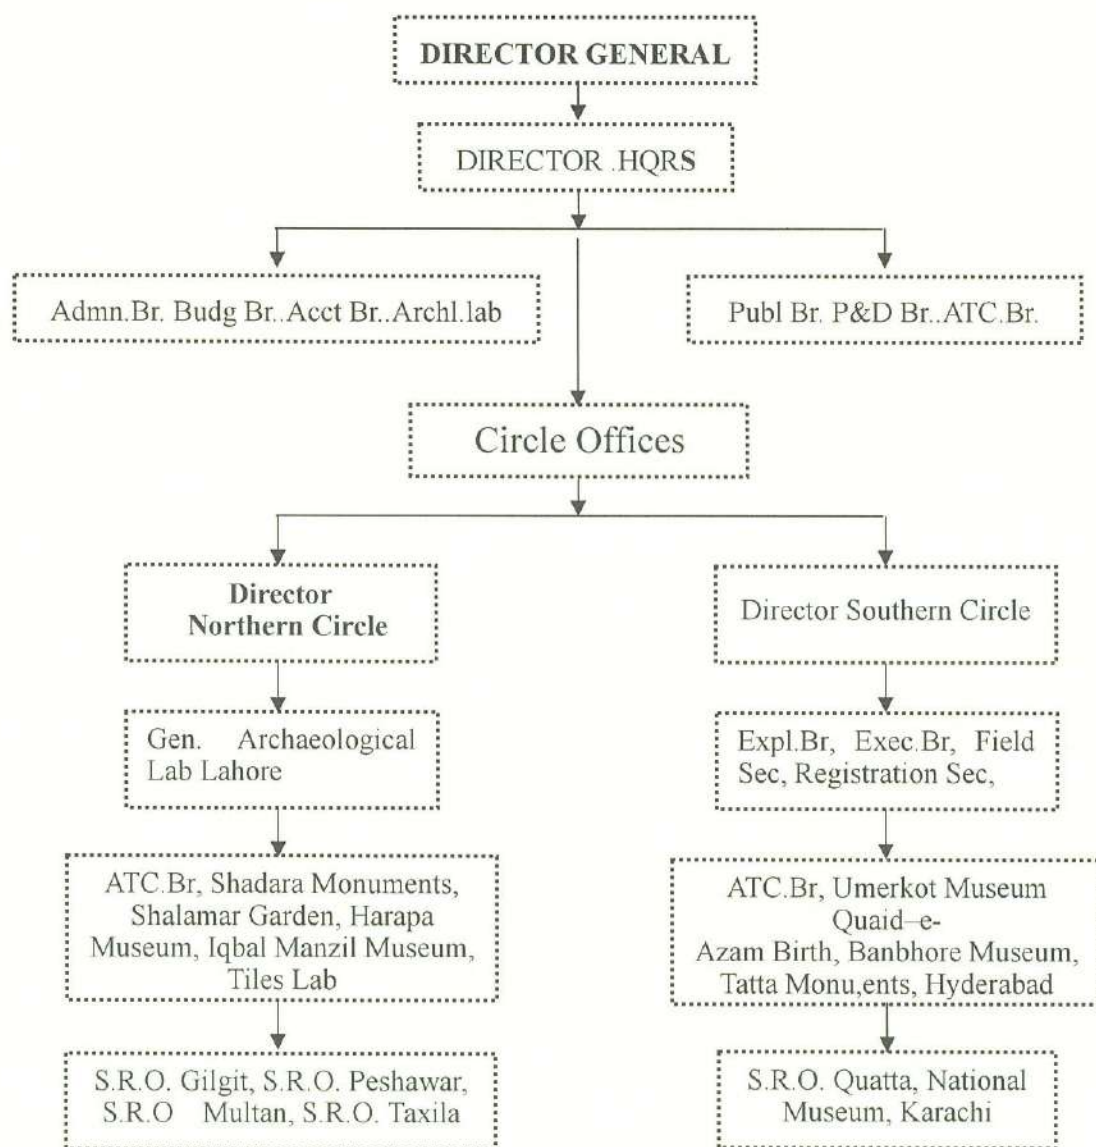 DIRECTOR GENERAL
DIRECTOR .HQRS
Admn.Br. Budg Br..Acct Br..Archl.lab
Publ Br. P&D Br..ATC.Br.
Circle Offices
Director
Northern Circle
Director Southern Circle
Gen. Archaeological
Lab Lahore
Expl.Br, Exec.Br, Field
Sec, Registration Sec,
ATC.Br, Shadara Monuments,
Shalamar Garden, Harapa
Museum, Iqbal Manzil Museum,
Tiles Lab
ATC.Br, Umerkot Museum
Quaid–e-
Azam Birth, Banbhore Museum,
Tatta Monu,ents, Hyderabad
S.R.O. Gilgit, S.R.O. Peshawar,
S.R.O Multan, S.R.O. Taxila
S.R.O. Quatta, National
Museum, Karachi